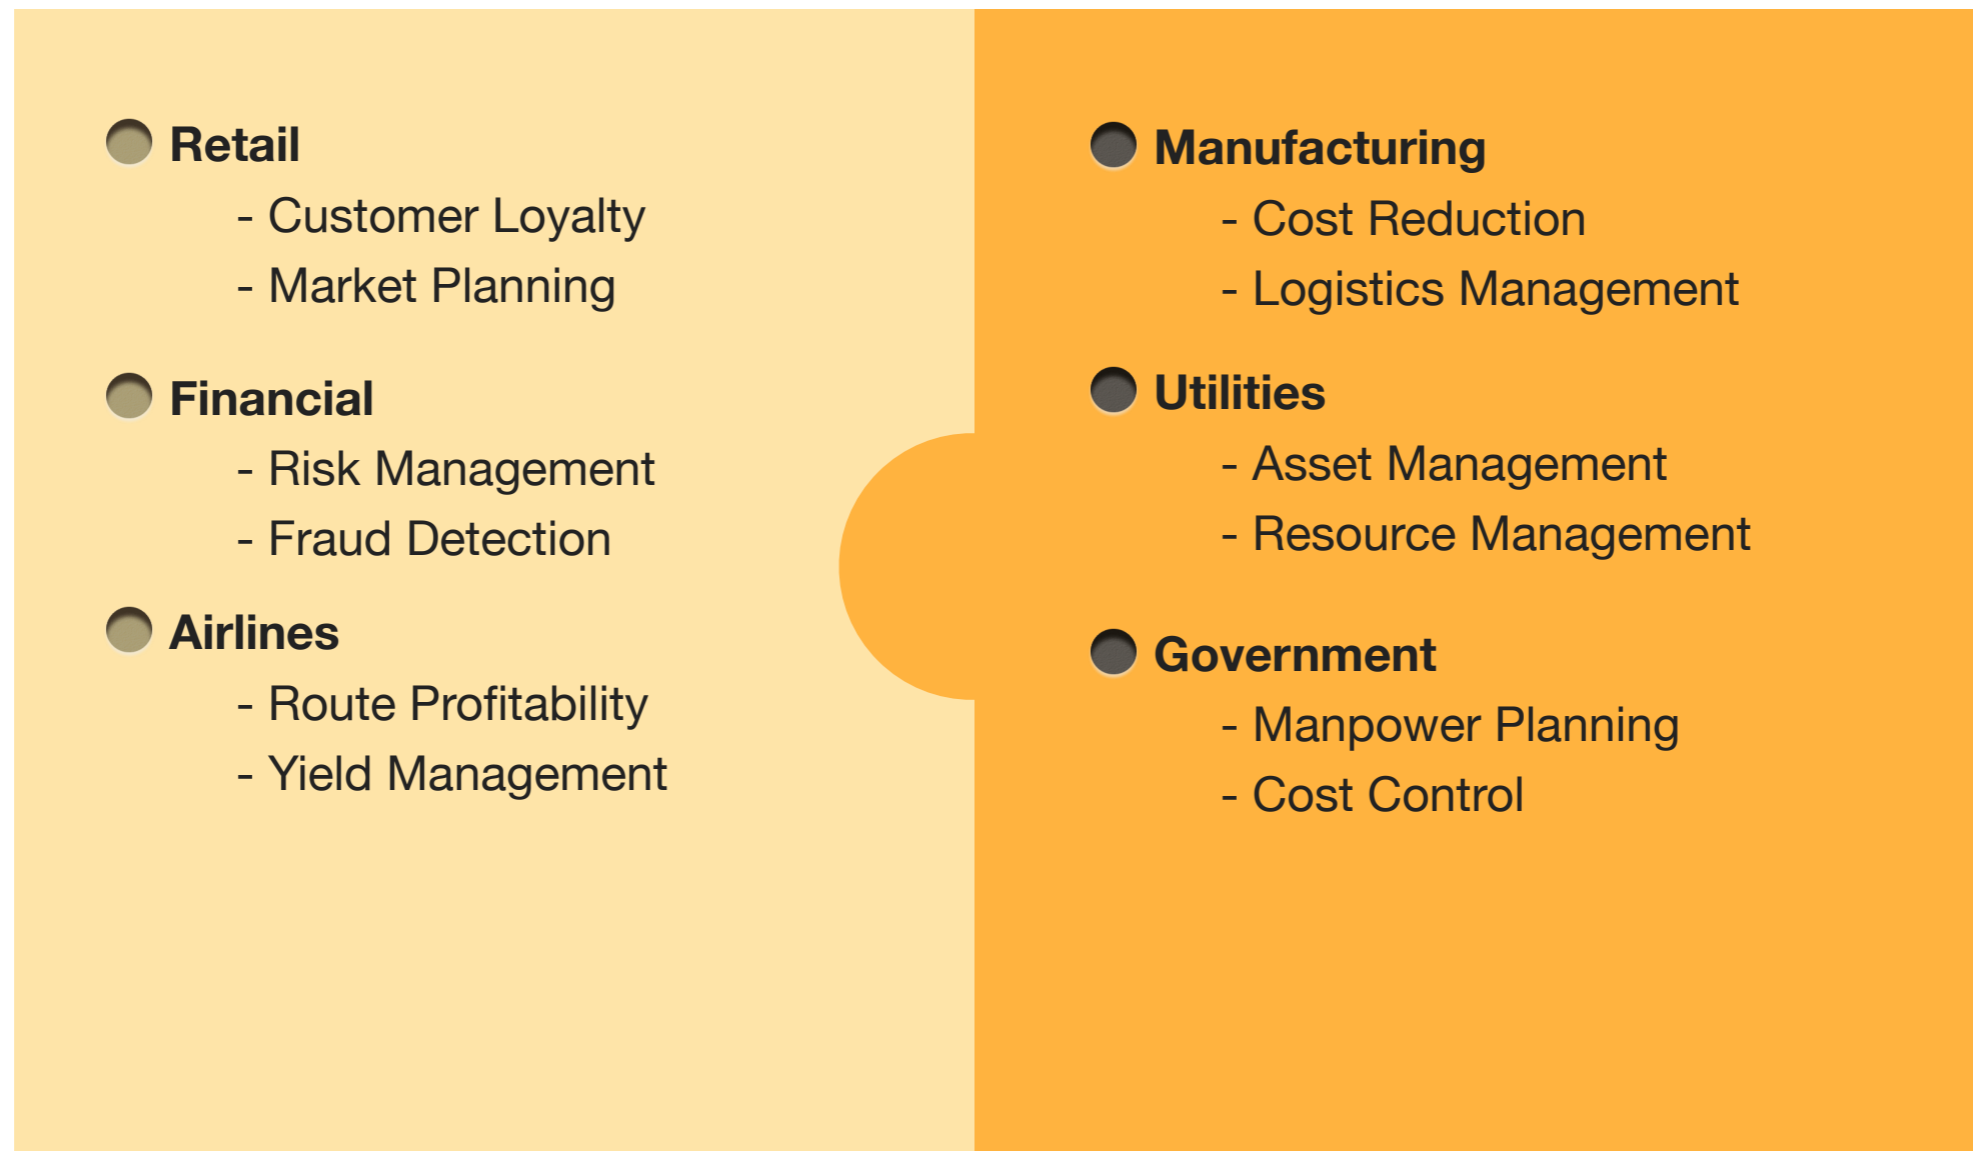 Retail
- Customer Loyalty
- Market Planning
Financial
- Risk Management
- Fraud Detection
Airlines
- Route Profitability
- Yield Management
Manufacturing
- Cost Reduction
- Logistics Management
Utilities
- Asset Management
- Resource Management
Government
- Manpower Planning
- Cost Control